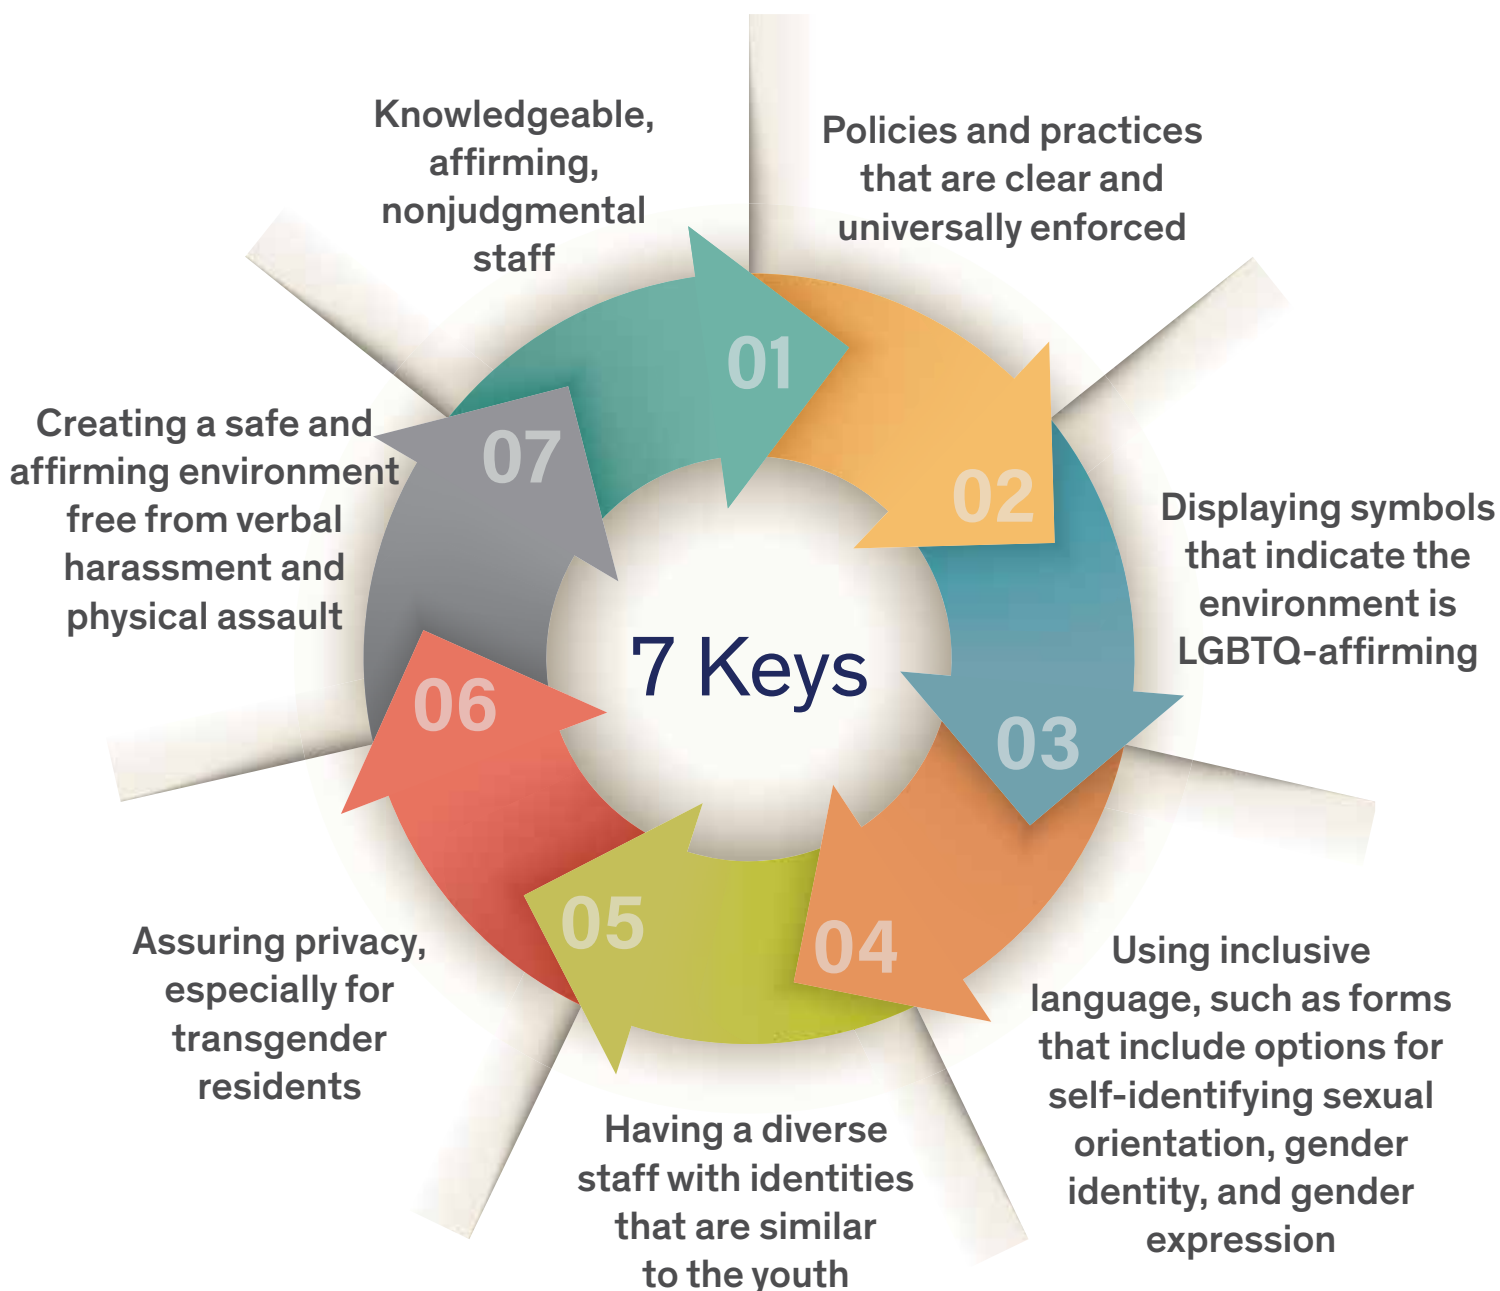 Knowledgeable,
affirming,
nonjudgmental
staff
01
Policies and practices
that are clear and
universally enforced
02
Displaying symbols
that indicate the
environment is
LGBTQ-affirming
03
Using inclusive
language, such as forms
that include options for
self-identifying sexual
orientation, gender
identity, and gender
expression
04
Having a diverse
staff with identities
that are similar
to the youth
05
Assuring privacy,
especially for
transgender
residents
06
Creating a safe and
affirming environment
free from verbal
harassment and
physical assault
07
7 Keys